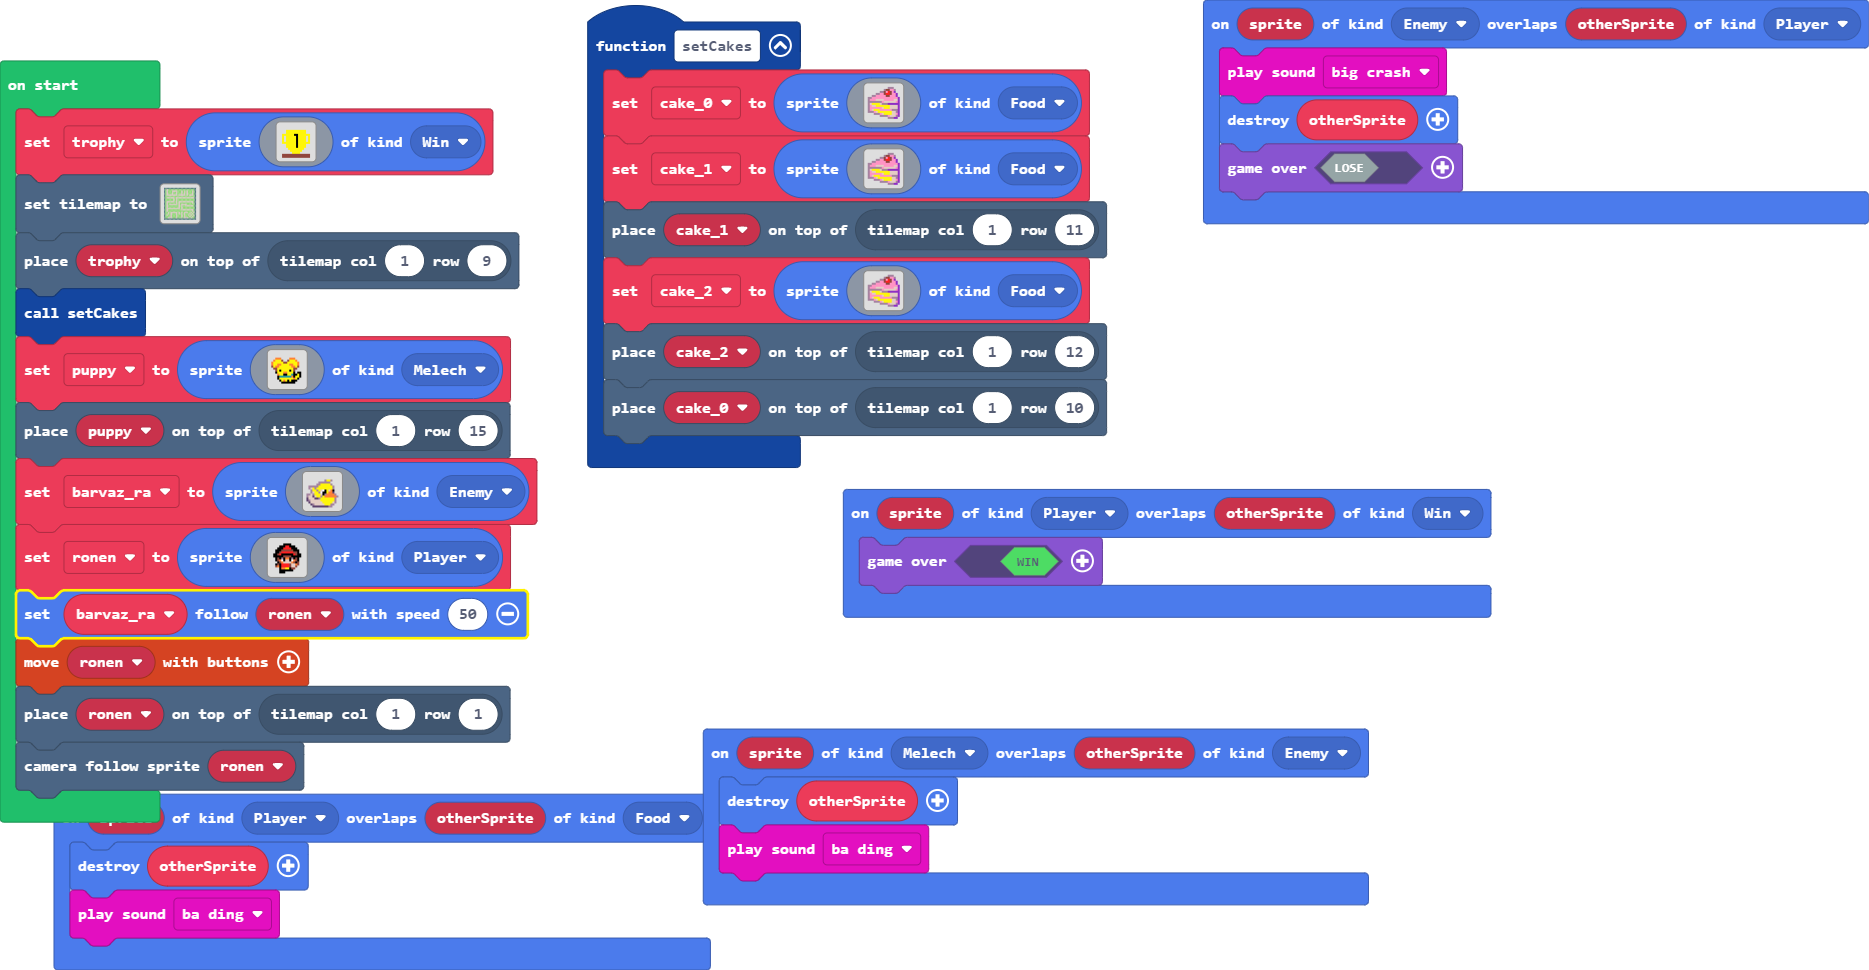 on start
set trophy to sprite 1 of kind Win
set tilemap to
place trophy on top of tilemap col 1 row 9
call setCakes
set puppy to sprite of kind Melech
place puppy on top of tilemap col 1 row 15
set barvaz_ra to sprite of kind Enemy
set ronen to sprite of kind Player
set barvaz_ra follow ronen with speed 50
move ronen with buttons
place ronen on top of tilemap col 1 row 1
camera follow sprite ronen
of kind Player overlaps otherSprite of kind Food
destroy otherSprite
play sound ba ding
function setCakes
set cake_0 to sprite of kind Food
set cake_1 to sprite of kind Food
place cake_1 on top of tilemap col 1 row 11
set cake_2 to sprite of kind Food
place cake_2 on top of tilemap col 1 row 12
place cake_0 on top of tilemap col 1 row 10
on sprite of kind Enemy overlaps otherSprite of kind Player
play sound big crash
destroy otherSprite
game over LOSE
on sprite of kind Player overlaps otherSprite of kind Win
game over WIN
on sprite of kind Melech overlaps otherSprite of kind Enemy
destroy otherSprite
play sound ba ding